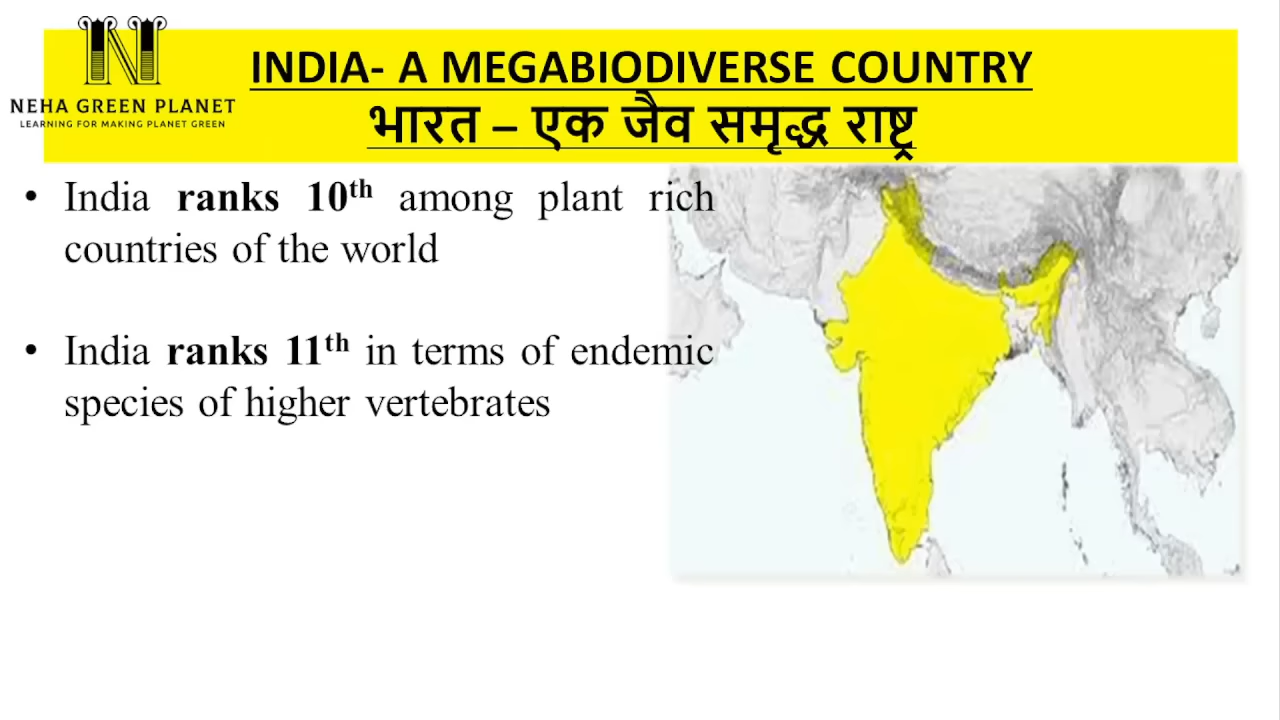 N
NEHA GREEN PLANET
LEARNING FOR MAKING PLANET GREEN
INDIA- A MEGABIODIVERSE COUNTRY
भारत – एक जैव समृद्ध राष्ट्र
• India ranks 10th among plant rich
countries of the world
• India ranks 11th in terms of endemic
species of higher vertebrates